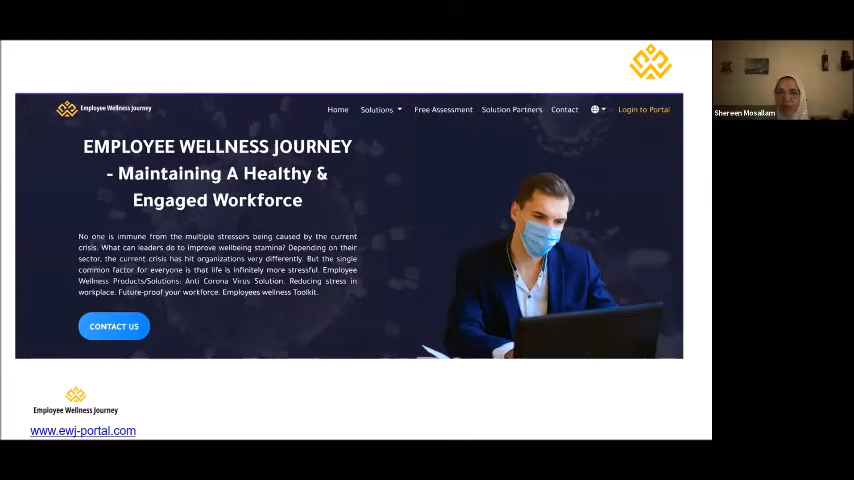 Employee Wellness Journey
Home Solutions Free Assessment Solution Partners Contact Login to Portal
EMPLOYEE WELLNESS JOURNEY
- Maintaining A Healthy &
Engaged Workforce
No one is immune from the multiple stressors being caused by the current
crisis. What can leaders do to improve wellbeing stamina? Depending on their
sector, the current crisis has hit organizations very differently. But the single
common factor for everyone is that life is infinitely more stressful. Employee
Wellness Products/Solutions: Anti Corona Virus Solution. Reducing stress in
workplace. Future-proof your workforce. Employees wellness Toolkit.
CONTACT US
Employee Wellness Journey
www.ewj-portal.com
Shereen Mosallam